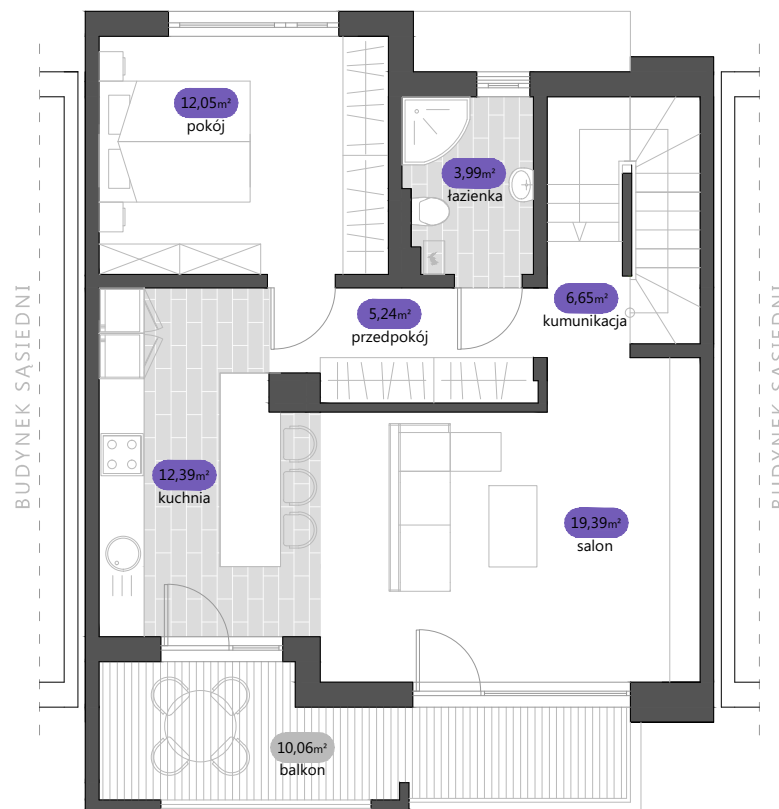 12,05m²
pokój
3,99m²
łazienka
6,65m²
kumunikacja
5,24m²
przedpokój
BUDYNEK SĄSIEDNI
BUDYNEK SĄSIEDNI
12,39m²
kuchnia
19,39m²
salon
10,06m²
balkon